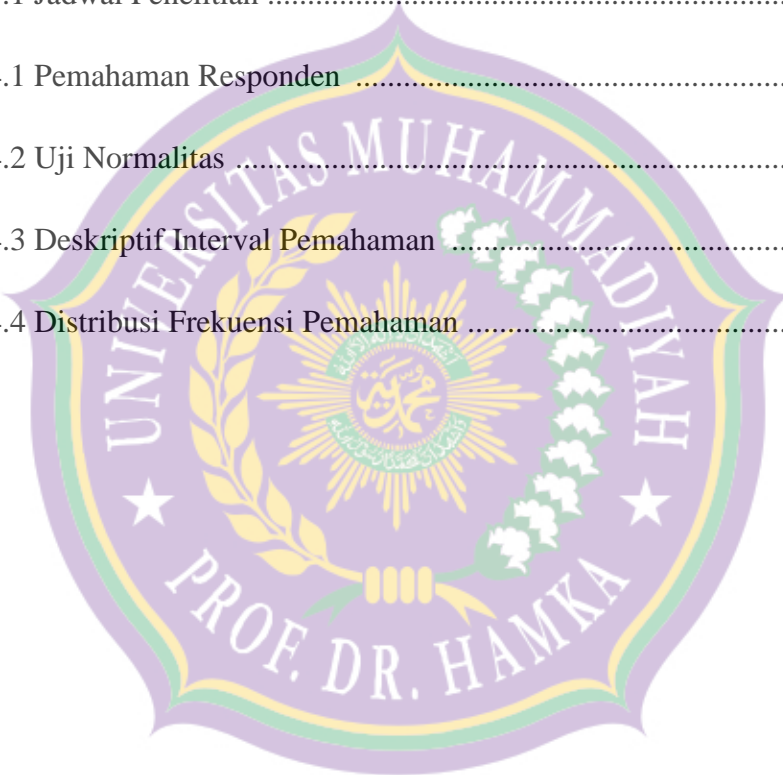 .1 Jadwal Penelitian ........................................................................
.1 Pemahaman Responden ............................................................
.2 Uji Normalitas .............................................................................
.3 Deskriptif Interval Pemahaman ................................................
.4 Distribusi Frekuensi Pemahaman .............................................
UNIVERSITAS MUHAMMADIYAH
PROF. DR. HAMKA